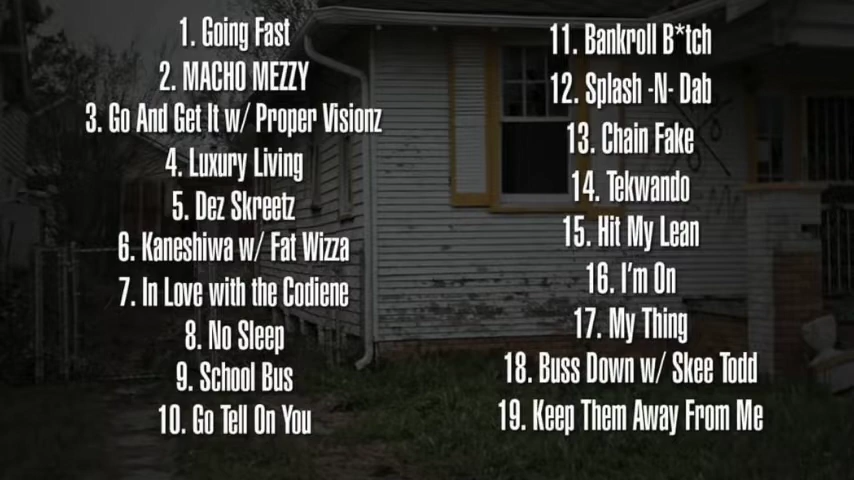 1. Going Fast
2. MACHO MEZZY
3. Go And Get It w/ Proper Visionz
4. Luxury Living
5. Dez Skreetz
6. Kaneshiwa w/ Fat Wizza
7. In Love with the Codiene
8. No Sleep
9. School Bus
10. Go Tell On You
11. Bankroll B*tch
12. Splash -N- Dab
13. Chain Fake
14. Tekwando
15. Hit My Lean
16. I'm On
17. My Thing
18. Buss Down w/ Skee Todd
19. Keep Them Away From Me